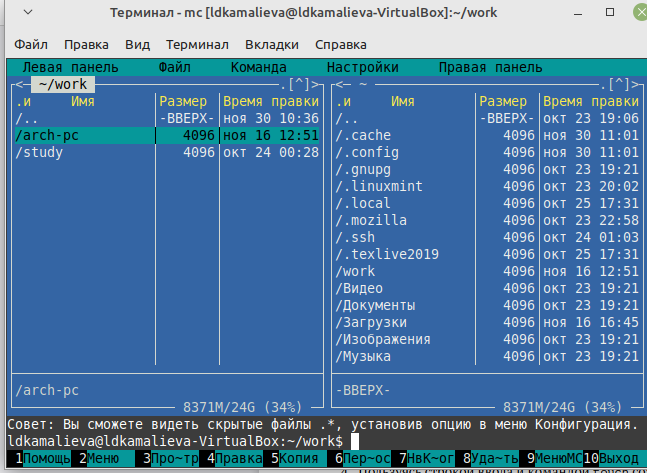 Терминал - mc [ldkamalieva@ldkamalieva-VirtualBox]:~/work
Файл Правка Вид Терминал Вкладки Справка
Левая панель Файл Команда Настройки Правая панель
<─ ~/work .[^]> <─ ~ .[^]>
.и Имя Размер Время правки .и Имя Размер Время правки
/.. -ВВЕРХ- ноя 30 10:36 /.. -ВВЕРХ- окт 23 19:06
/arch-pc 4096 ноя 16 12:51 /.cache 4096 ноя 30 11:01
/study 4096 окт 24 00:28 /.config 4096 ноя 30 11:01
/.gnupg 4096 окт 23 19:21
/.linuxmint 4096 окт 23 20:02
/.local 4096 окт 25 17:31
/.mozilla 4096 окт 23 22:58
/.ssh 4096 окт 24 01:03
/.texlive2019 4096 окт 25 17:31
/work 4096 ноя 16 12:51
/Видео 4096 окт 23 19:21
/Документы 4096 окт 23 19:21
/Загрузки 4096 ноя 16 16:45
/Изображения 4096 окт 23 19:21
/Музыка 4096 окт 23 19:21
/arch-pc -ВВЕРХ-
8371M/24G (34%) 8371M/24G (34%)
Совет: Вы сможете видеть скрытые файлы .*, установив опцию в меню Конфигурация.
ldkamalieva@ldkamalieva-VirtualBox:~/work$
1Помощь 2Меню 3Про~тр 4Правка 5Копия 6Пер~ос 7НвК~ог 8Уда~ть 9МенюMC 10Выход